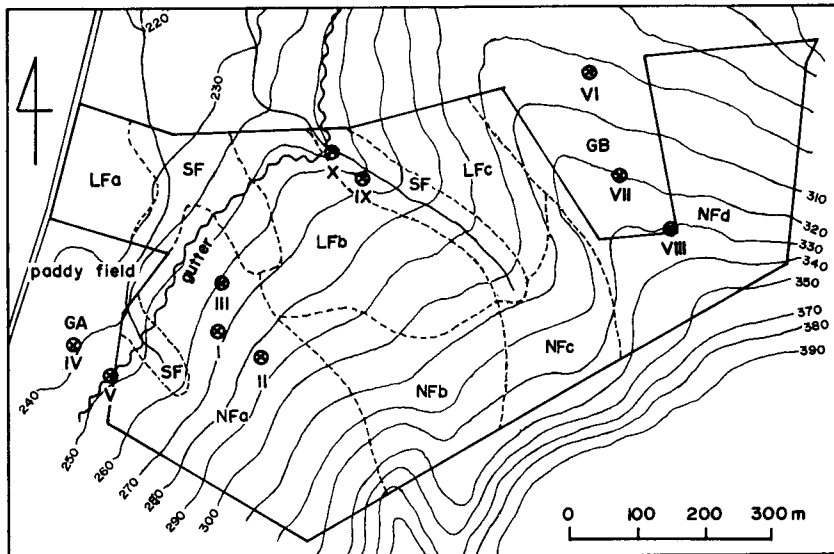 220
230
VI
LFa
SF
X
IX
SF
LFc
GB
VII
NFd
VIII
310
320
330
340
350
370
380
390
paddy field
gutter
LFb
III
I
II
GA
IV
V
SF
NFa
NFb
NFc
240
250
260
270
280
290
300
0 100 200 300 m